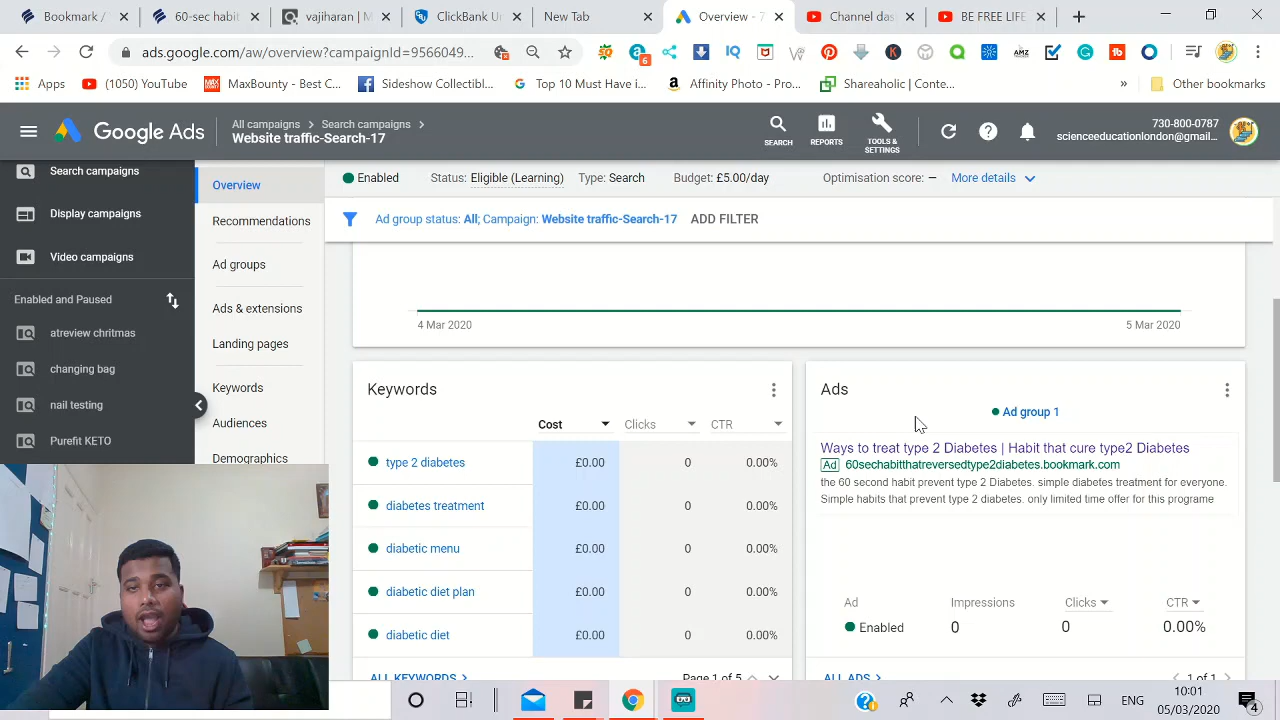 60-sec
vajihara | N
Unable Clickb
New Tab
Overview -
Ads das
BE FREE LIFE
ads.google.com/aw/overview?campaignId=9566049...
6
Apps
(1050) YouTube
MaxBounty - Best C...
Sideshow Collectibl...
Top 10 Must Have i...
Affinity Photo - Pro...
Shareaholic | Conte...
»
Other bookmarks
Google Ads
All campaigns > Search campaigns >
Website traffic-Search-17
SEARCH
REPORTS
TOOLS & SETTINGS
730-800-0787
scienceeducationlondon@gmail...
Search campaigns
Display campaigns
Video campaigns
Enabled and Paused
atreview chritmas
changing bag
nail testing
Purefit KETO
Overview
Recommendations
Ad groups
Ads & extensions
Landing pages
Keywords
Audiences
Demographics
Enabled
Status: Eligible (Learning)
Type: Search
Budget: £5.00/day
Optimisation score: —
More details
Ad group status: All; Campaign: Website traffic-Search-17
ADD FILTER
4 Mar 2020
5 Mar 2020
Keywords
Cost
Clicks
CTR
type 2 diabetes £0.00 0 0.00%
diabetes treatment £0.00 0 0.00%
diabetic menu £0.00 0 0.00%
diabetic diet plan £0.00 0 0.00%
diabetic diet £0.00 0 0.00%
ALL KEYWORDS
Page 1 of 5
Ads
Ad group 1
Ways to treat type 2 Diabetes | Habit that cure type2 Diabetes
Ad 60sechabitthatreversedtype2diabetes.bookmark.com
the 60 second habit prevent type 2 Diabetes. simple diabetes treatment for everyone.
Simple habits that prevent type 2 diabetes. only limited time offer for this programe
Ad
Impressions
Clicks
CTR
Enabled
0
0
0.00%
ALL ADS
1 of 1
ENG
10:01
05/03/2020
4